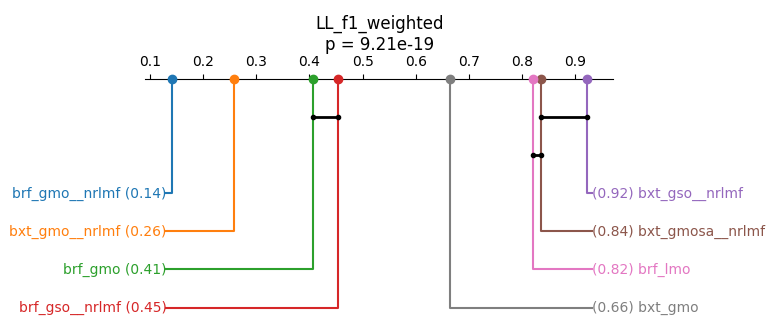 LL_f1_weighted
p = 9.21e-19
0.1 0.2 0.3 0.4 0.5 0.6 0.7 0.8 0.9
brf_gmo__nrlmf (0.14) (0.92) bxt_gso__nrlmf
bxt_gmo__nrlmf (0.26) (0.84) bxt_gmosa__nrlmf
brf_gmo (0.41) (0.82) brf_lmo
brf_gso__nrlmf (0.45) (0.66) bxt_gmo